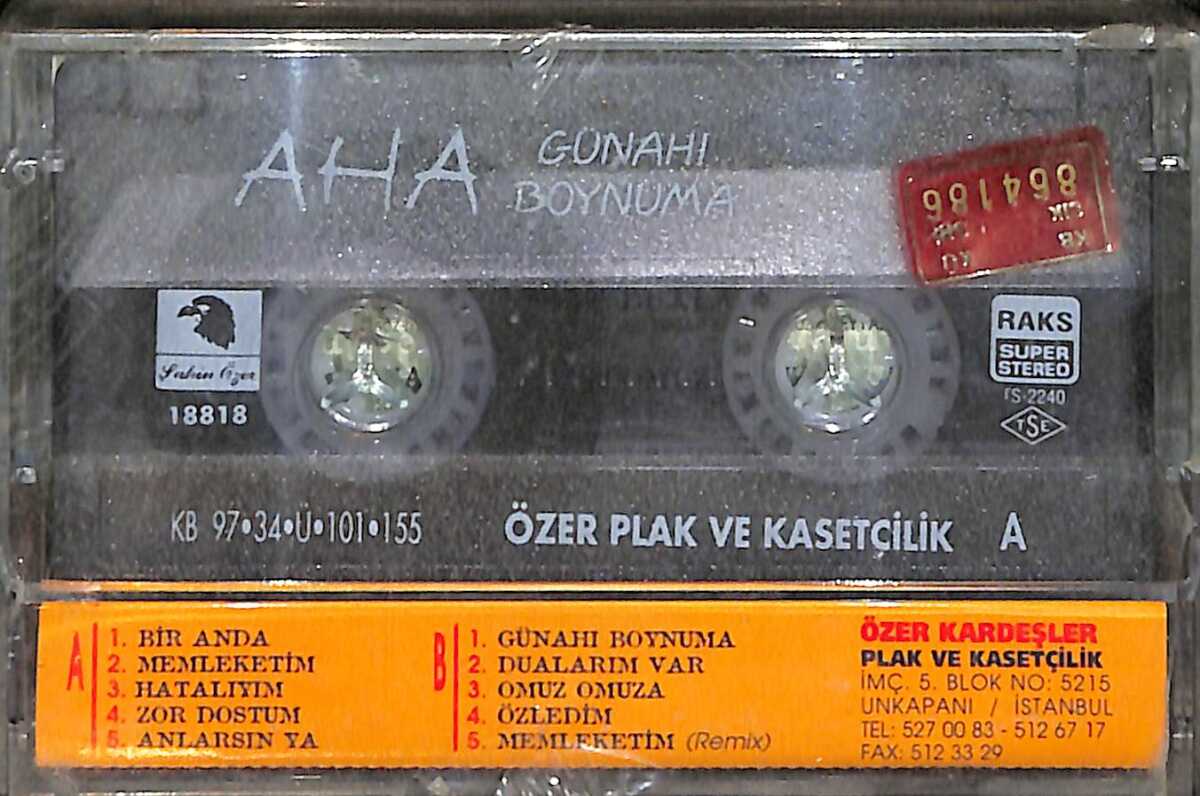 AHA
GÜNAHI
BOYNUMA
864186
KB
Şahin Özer
18818
RAKS
SUPER
STEREO
TS-2240
TSE
KB 97•34•Ü•101•155
ÖZER PLAK VE KASETÇİLİK A
A
1. BİR ANDA
2. MEMLEKETİM
3. HATALIYIM
4. ZOR DOSTUM
5. ANLARSIN YA
B
1. GÜNAHI BOYNUMA
2. DUALARIM VAR
3. OMUZ OMUZA
4. ÖZLEDİM
5. MEMLEKETİM (Remix)
ÖZER KARDEŞLER
PLAK VE KASETÇİLİK
İMÇ. 5. BLOK NO: 5215
UNKAPANI / İSTANBUL
TEL: 527 00 83 - 512 67 17
FAX: 512 33 29